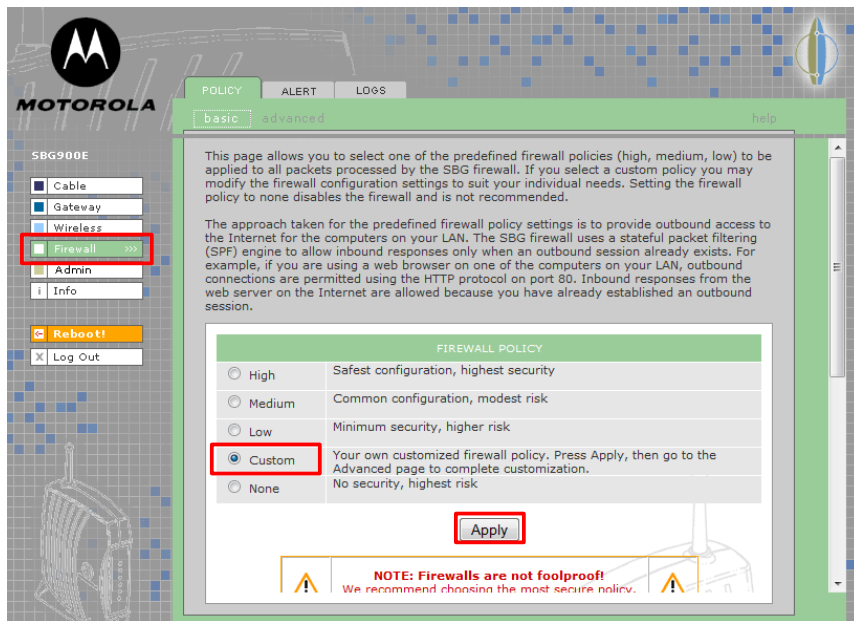 MOTOROLA
POLICY ALERT LOGS
basic advanced help
SBG900E
Cable
Gateway
Wireless
Firewall >>>
Admin
i Info
Reboot!
X Log Out
This page allows you to select one of the predefined firewall policies (high, medium, low) to be
applied to all packets processed by the SBG firewall. If you select a custom policy you may
modify the firewall configuration settings to suit your individual needs. Setting the firewall
policy to none disables the firewall and is not recommended.
The approach taken for the predefined firewall policy settings is to provide outbound access to
the Internet for the computers on your LAN. The SBG firewall uses a stateful packet filtering
(SPF) engine to allow inbound responses only when an outbound session already exists. For
example, if you are using a web browser on one of the computers on your LAN, outbound
connections are permitted using the HTTP protocol on port 80. Inbound responses from the
web server on the Internet are allowed because you have already established an outbound
session.
FIREWALL POLICY
High Safest configuration, highest security
Medium Common configuration, modest risk
Low Minimum security, higher risk
Custom Your own customized firewall policy. Press Apply, then go to the
Advanced page to complete customization.
None No security, highest risk
Apply
NOTE: Firewalls are not foolproof!
We recommend choosing the most secure policy.